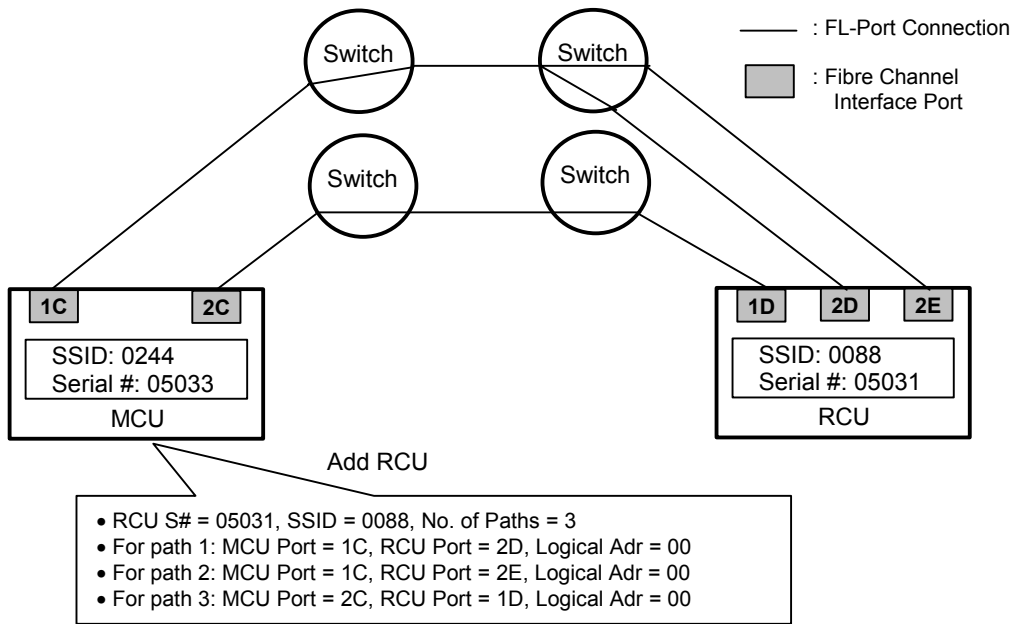 Switch
Switch
: FL-Port Connection
: Fibre Channel
Interface Port
Switch
Switch
1C
2C
1D
2D
2E
SSID: 0244
Serial #: 05033
MCU
SSID: 0088
Serial #: 05031
RCU
Add RCU
• RCU S# = 05031, SSID = 0088, No. of Paths = 3
• For path 1: MCU Port = 1C, RCU Port = 2D, Logical Adr = 00
• For path 2: MCU Port = 1C, RCU Port = 2E, Logical Adr = 00
• For path 3: MCU Port = 2C, RCU Port = 1D, Logical Adr = 00